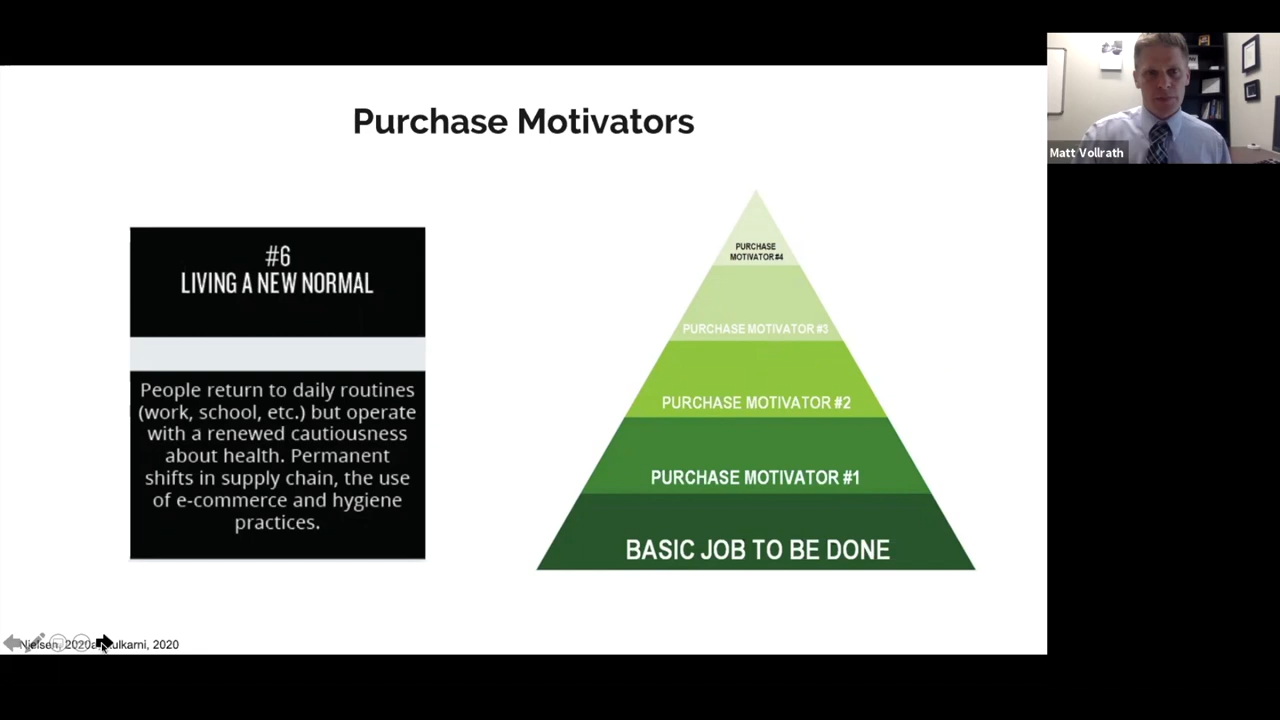 Purchase Motivators
#6
LIVING A NEW NORMAL
People return to daily routines
(work, school, etc.) but operate
with a renewed cautiousness
about health. Permanent
shifts in supply chain, the use
of e-commerce and hygiene
practices.
PURCHASE
MOTIVATOR #4
PURCHASE MOTIVATOR #3
PURCHASE MOTIVATOR #2
PURCHASE MOTIVATOR #1
BASIC JOB TO BE DONE
Nielsen, 2020a, 2020
Matt Vollrath